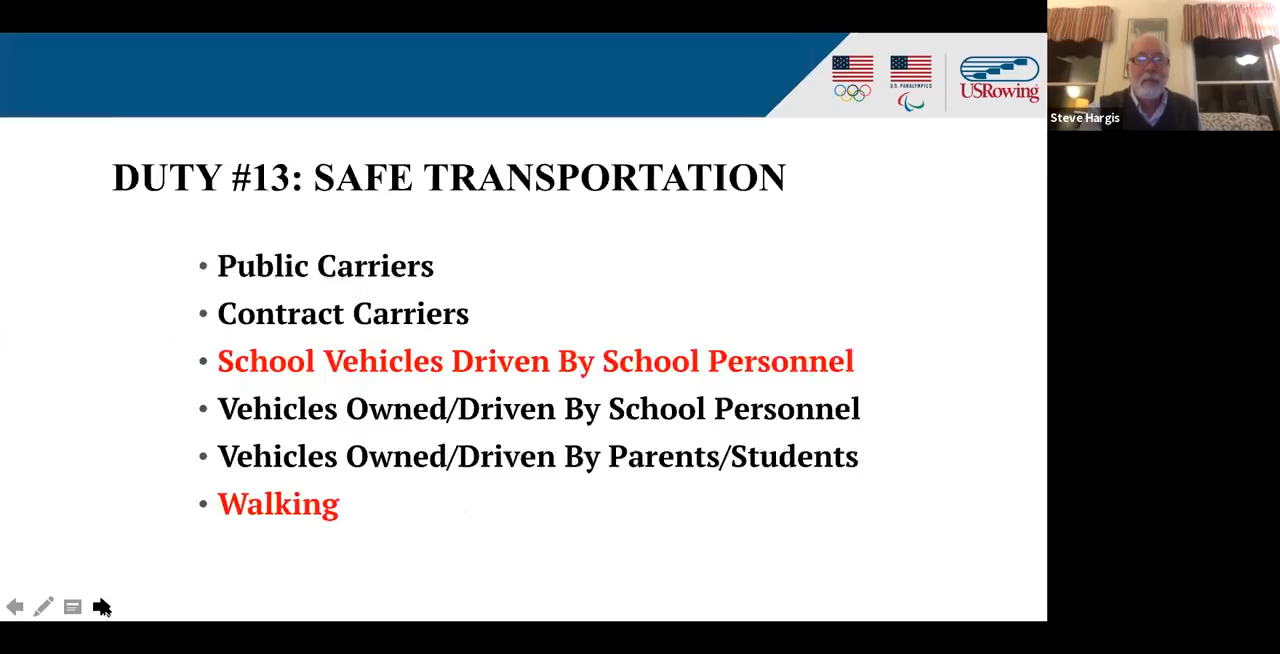 U.S. PARALYMPICS
USRowing
Steve Hargis
DUTY #13: SAFE TRANSPORTATION
• Public Carriers
• Contract Carriers
• School Vehicles Driven By School Personnel
• Vehicles Owned/Driven By School Personnel
• Vehicles Owned/Driven By Parents/Students
• Walking